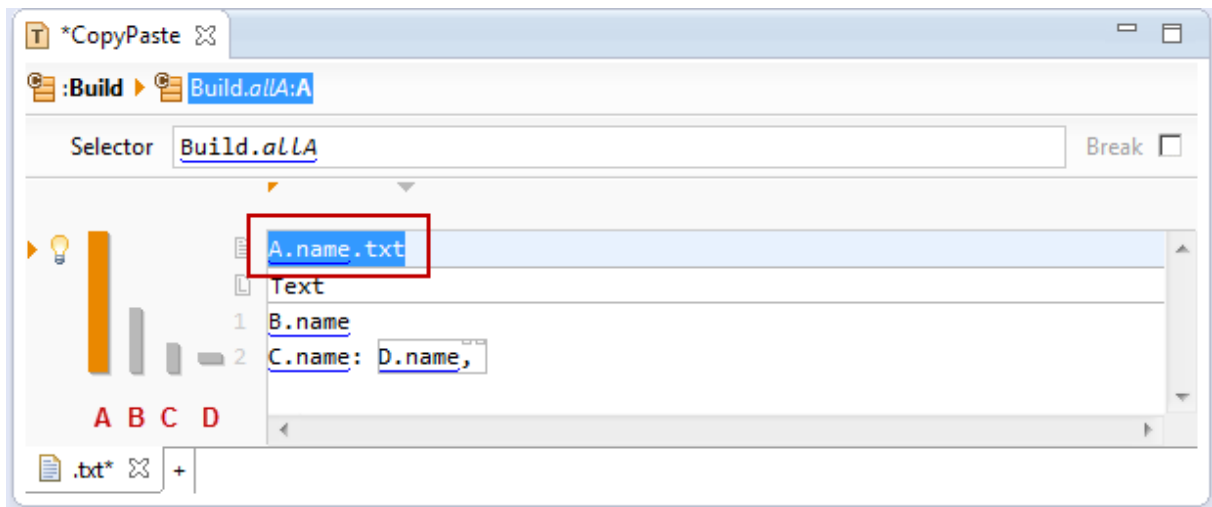 *CopyPaste
:Build Build.allA:A
Selector Build.allA Break
A.name.txt
L Text
1 B.name
2 C.name: D.name,
A B C D
.txt* +